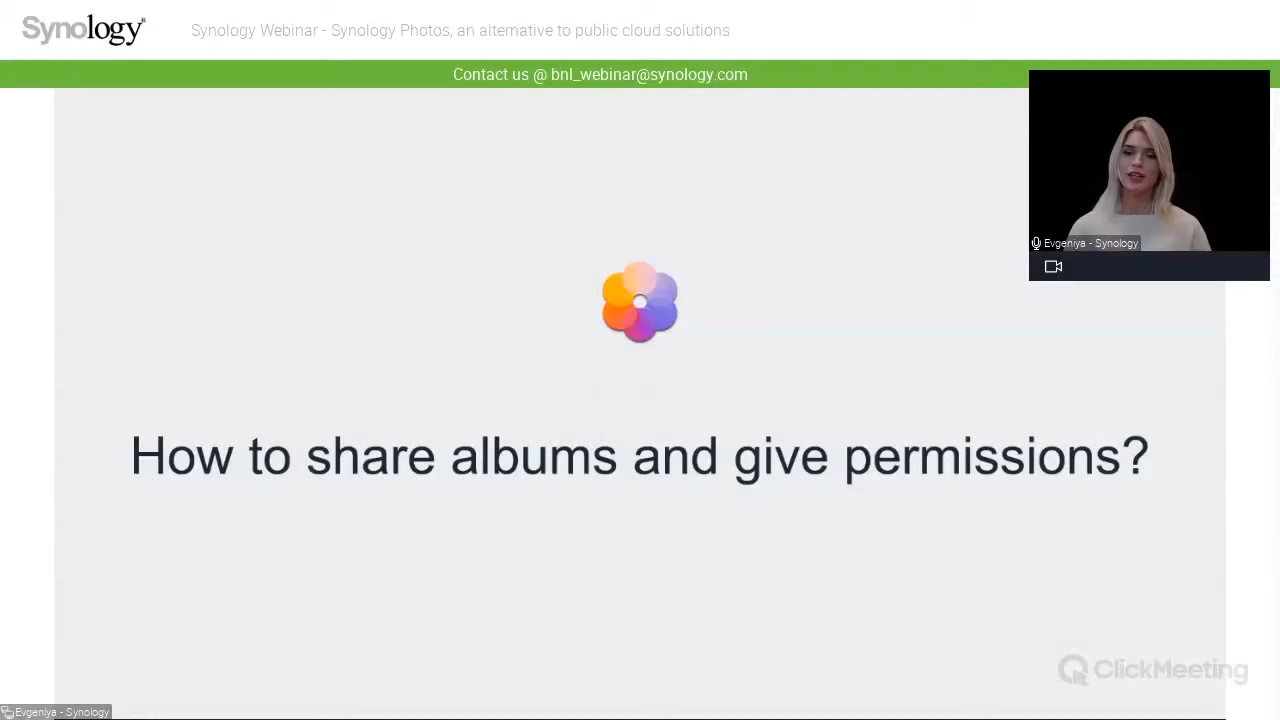 Synology® Synology Webinar - Synology Photos, an alternative to public cloud solutions
Contact us @ bnl_webinar@synology.com
Evgeniya - Synology
How to share albums and give permissions?
ClickMeeting
Evgeniya - Synology